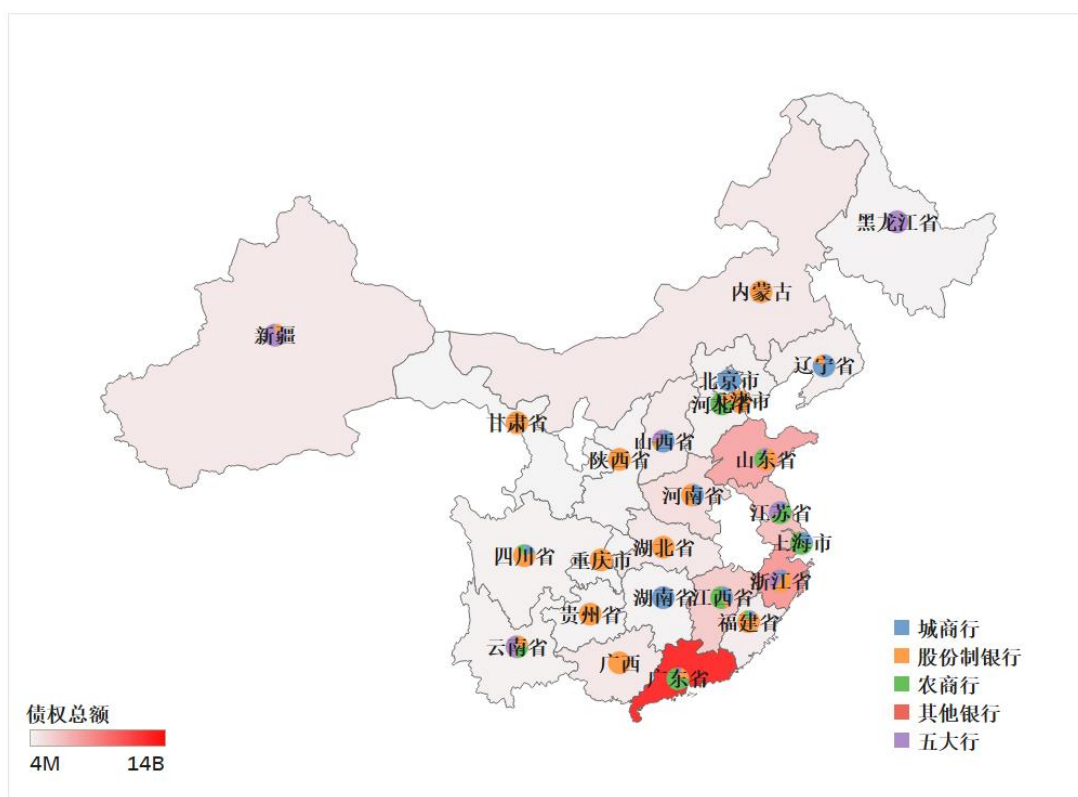 黑龙江省
内蒙古
新疆
辽宁省
北京市
河北省
津市
甘肃省
山西省
陕西省
山东省
河南省
江苏省
上海市
四川省
重庆市
湖北省
浙江省
贵州省
湖南省
江西省
福建省
云南省
广西
广东省
城商行
股份制银行
农商行
其他银行
五大行
债权总额
4M
14B